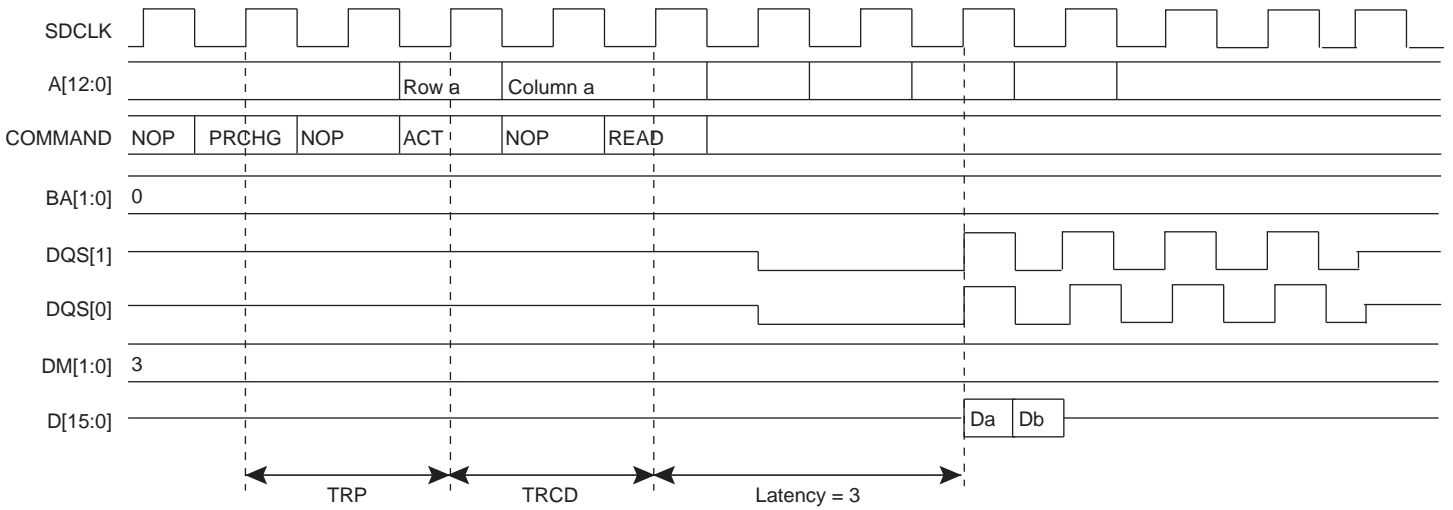 SDCLK
A[12:0] Row a Column a
COMMAND NOP PRCHG NOP ACT NOP READ
BA[1:0] 0
DQS[1]
DQS[0]
DM[1:0] 3
D[15:0] Da Db
TRP TRCD Latency = 3